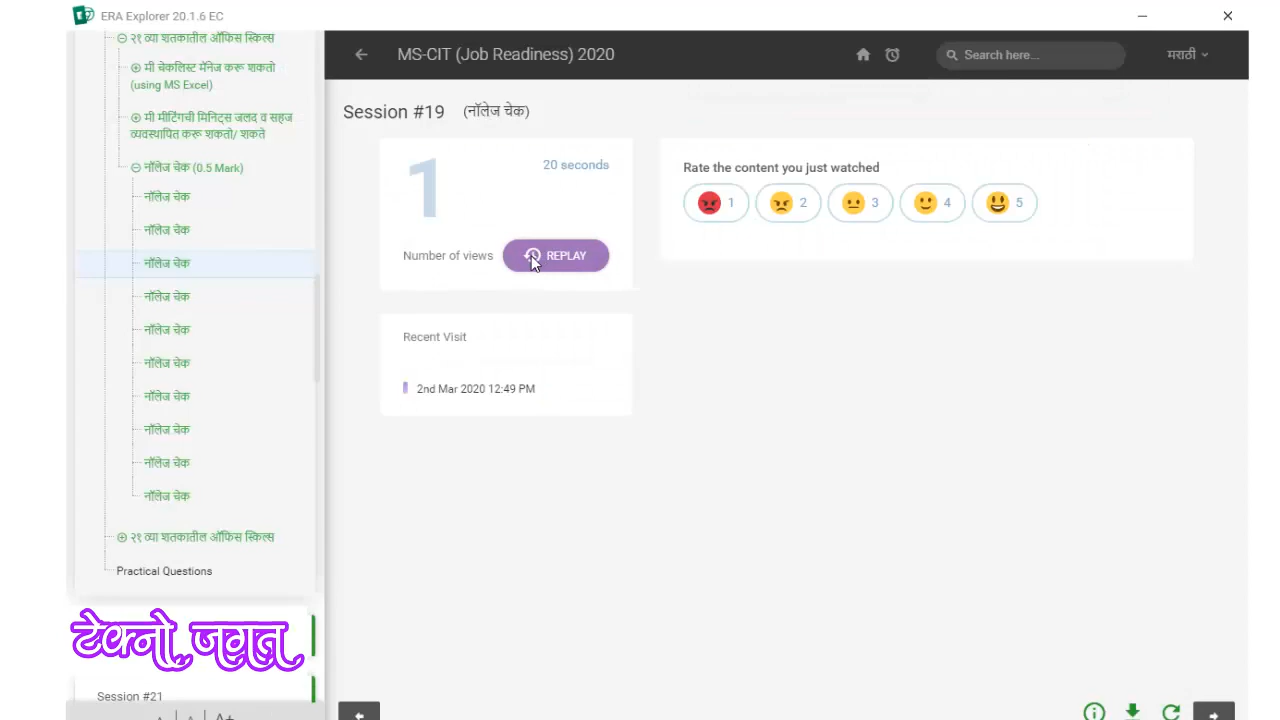 ERA Explorer 20.1.6 EC
२१ व्या शतकातील ऑफिस स्किल्स
मी चेकलिस्ट मॅनेज करू शकतो
(using MS Excel)
मी मीटिंगची मिनिट्स जलद व सहज
व्यवस्थापित करू शकतो/ शकते
नॉलेज चेक (0.5 Mark)
नॉलेज चेक
नॉलेज चेक
नॉलेज चेक
नॉलेज चेक
नॉलेज चेक
नॉलेज चेक
नॉलेज चेक
नॉलेज चेक
नॉलेज चेक
नॉलेज चेक
२१ व्या शतकातील ऑफिस स्किल्स
Practical Questions
टेक्नो जगत
Session #21
A+
MS-CIT (Job Readiness) 2020
Search here...
मराठी
Session #19 (नॉलेज चेक)
1
20 seconds
Number of views
REPLAY
Recent Visit
2nd Mar 2020 12:49 PM
Rate the content you just watched
1 2 3 4 5